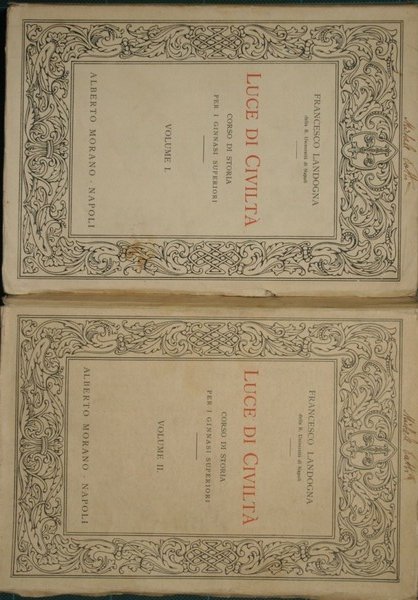 FRANCESCO LANDOGNA
della R. Università di Napoli
LUCE DI CIVILTÀ
CORSO DI STORIA
PER I GINNASI SUPERIORI
VOLUME I.
ALBERTO MORANO - NAPOLI
FRANCESCO LANDOGNA
della R. Università di Napoli
LUCE DI CIVILTÀ
CORSO DI STORIA
PER I GINNASI SUPERIORI
VOLUME II.
ALBERTO MORANO - NAPOLI